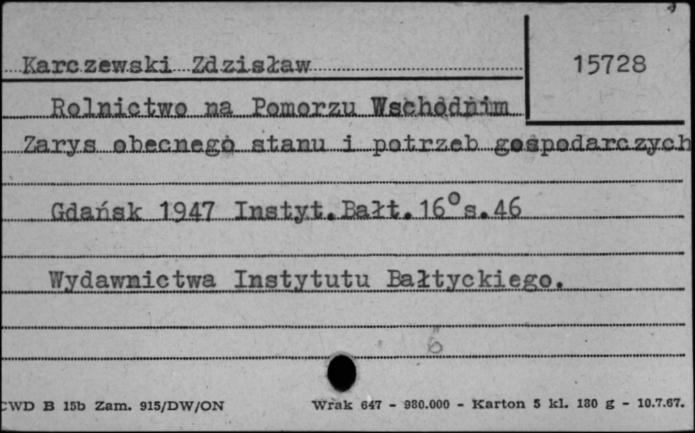 Karczewski Zdzisław
15728
Rolnictwo na Pomorzu Wschodnim
Zarys obecnego stanu i potrzeb gospodarczych
Gdańsk 1947 Instyt.Bałt.16°s.46
Wydawnictwa Instytutu Bałtyckiego.
6
CWD B 15b Zam. 915/DW/ON
Wrak 647 - 980.000 - Karton 5 kl. 180 g - 10.7.67.